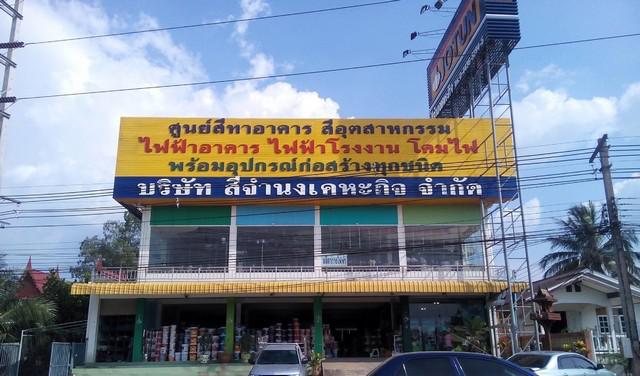 JOTUN
ศูนย์สีทาอาคาร สีอุตสาหกรรม
ไฟฟ้าอาคาร ไฟฟ้าโรงงาน โคมไฟ
พร้อมอุปกรณ์ก่อสร้างทุกชนิด
บริษัท สีจำนงเคหะกิจ จำกัด